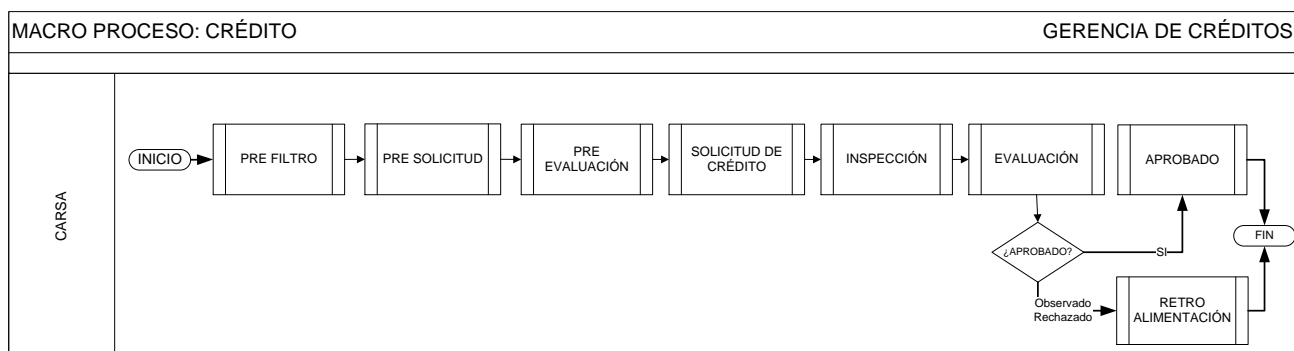 MACRO PROCESO: CRÉDITO
GERENCIA DE CRÉDITOS
CARSA
INICIO
PRE FILTRO
PRE SOLICITUD
PRE
EVALUACIÓN
SOLICITUD DE
CRÉDITO
INSPECCIÓN
EVALUACIÓN
APROBADO
¿APROBADO?
SI
FIN
Observado
Rechazado
RETRO
ALIMENTACIÓN